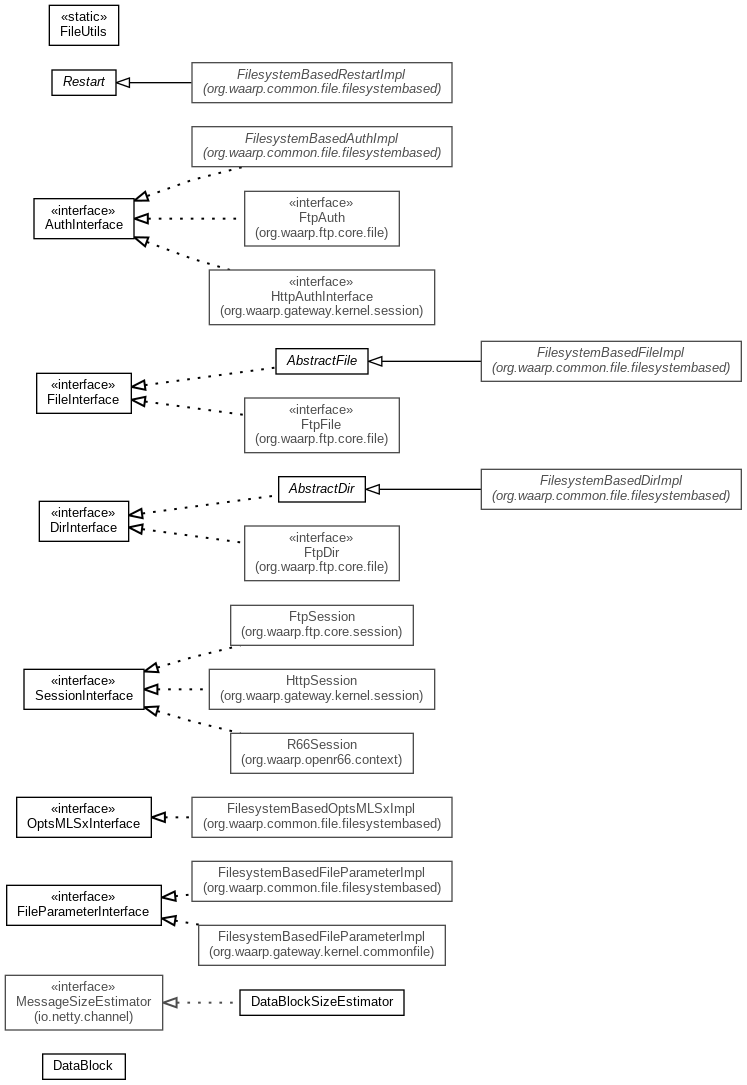 «static»
FileUtils
Restart
FilesystemBasedRestartImpl
(org.waarp.common.file.filesystembased)
FilesystemBasedAuthImpl
(org.waarp.common.file.filesystembased)
«interface»
AuthInterface
«interface»
FtpAuth
(org.waarp.ftp.core.file)
«interface»
HttpAuthInterface
(org.waarp.gateway.kernel.session)
«interface»
FileInterface
AbstractFile
FilesystemBasedFileImpl
(org.waarp.common.file.filesystembased)
«interface»
FtpFile
(org.waarp.ftp.core.file)
«interface»
DirInterface
AbstractDir
FilesystemBasedDirImpl
(org.waarp.common.file.filesystembased)
«interface»
FtpDir
(org.waarp.ftp.core.file)
FtpSession
(org.waarp.ftp.core.session)
«interface»
SessionInterface
HttpSession
(org.waarp.gateway.kernel.session)
R66Session
(org.waarp.openr66.context)
«interface»
OptsMLSxInterface
FilesystemBasedOptsMLSxImpl
(org.waarp.common.file.filesystembased)
«interface»
FileParameterInterface
FilesystemBasedFileParameterImpl
(org.waarp.common.file.filesystembased)
FilesystemBasedFileParameterImpl
(org.waarp.gateway.kernel.commonfile)
«interface»
MessageSizeEstimator
(io.netty.channel)
DataBlockSizeEstimator
DataBlock